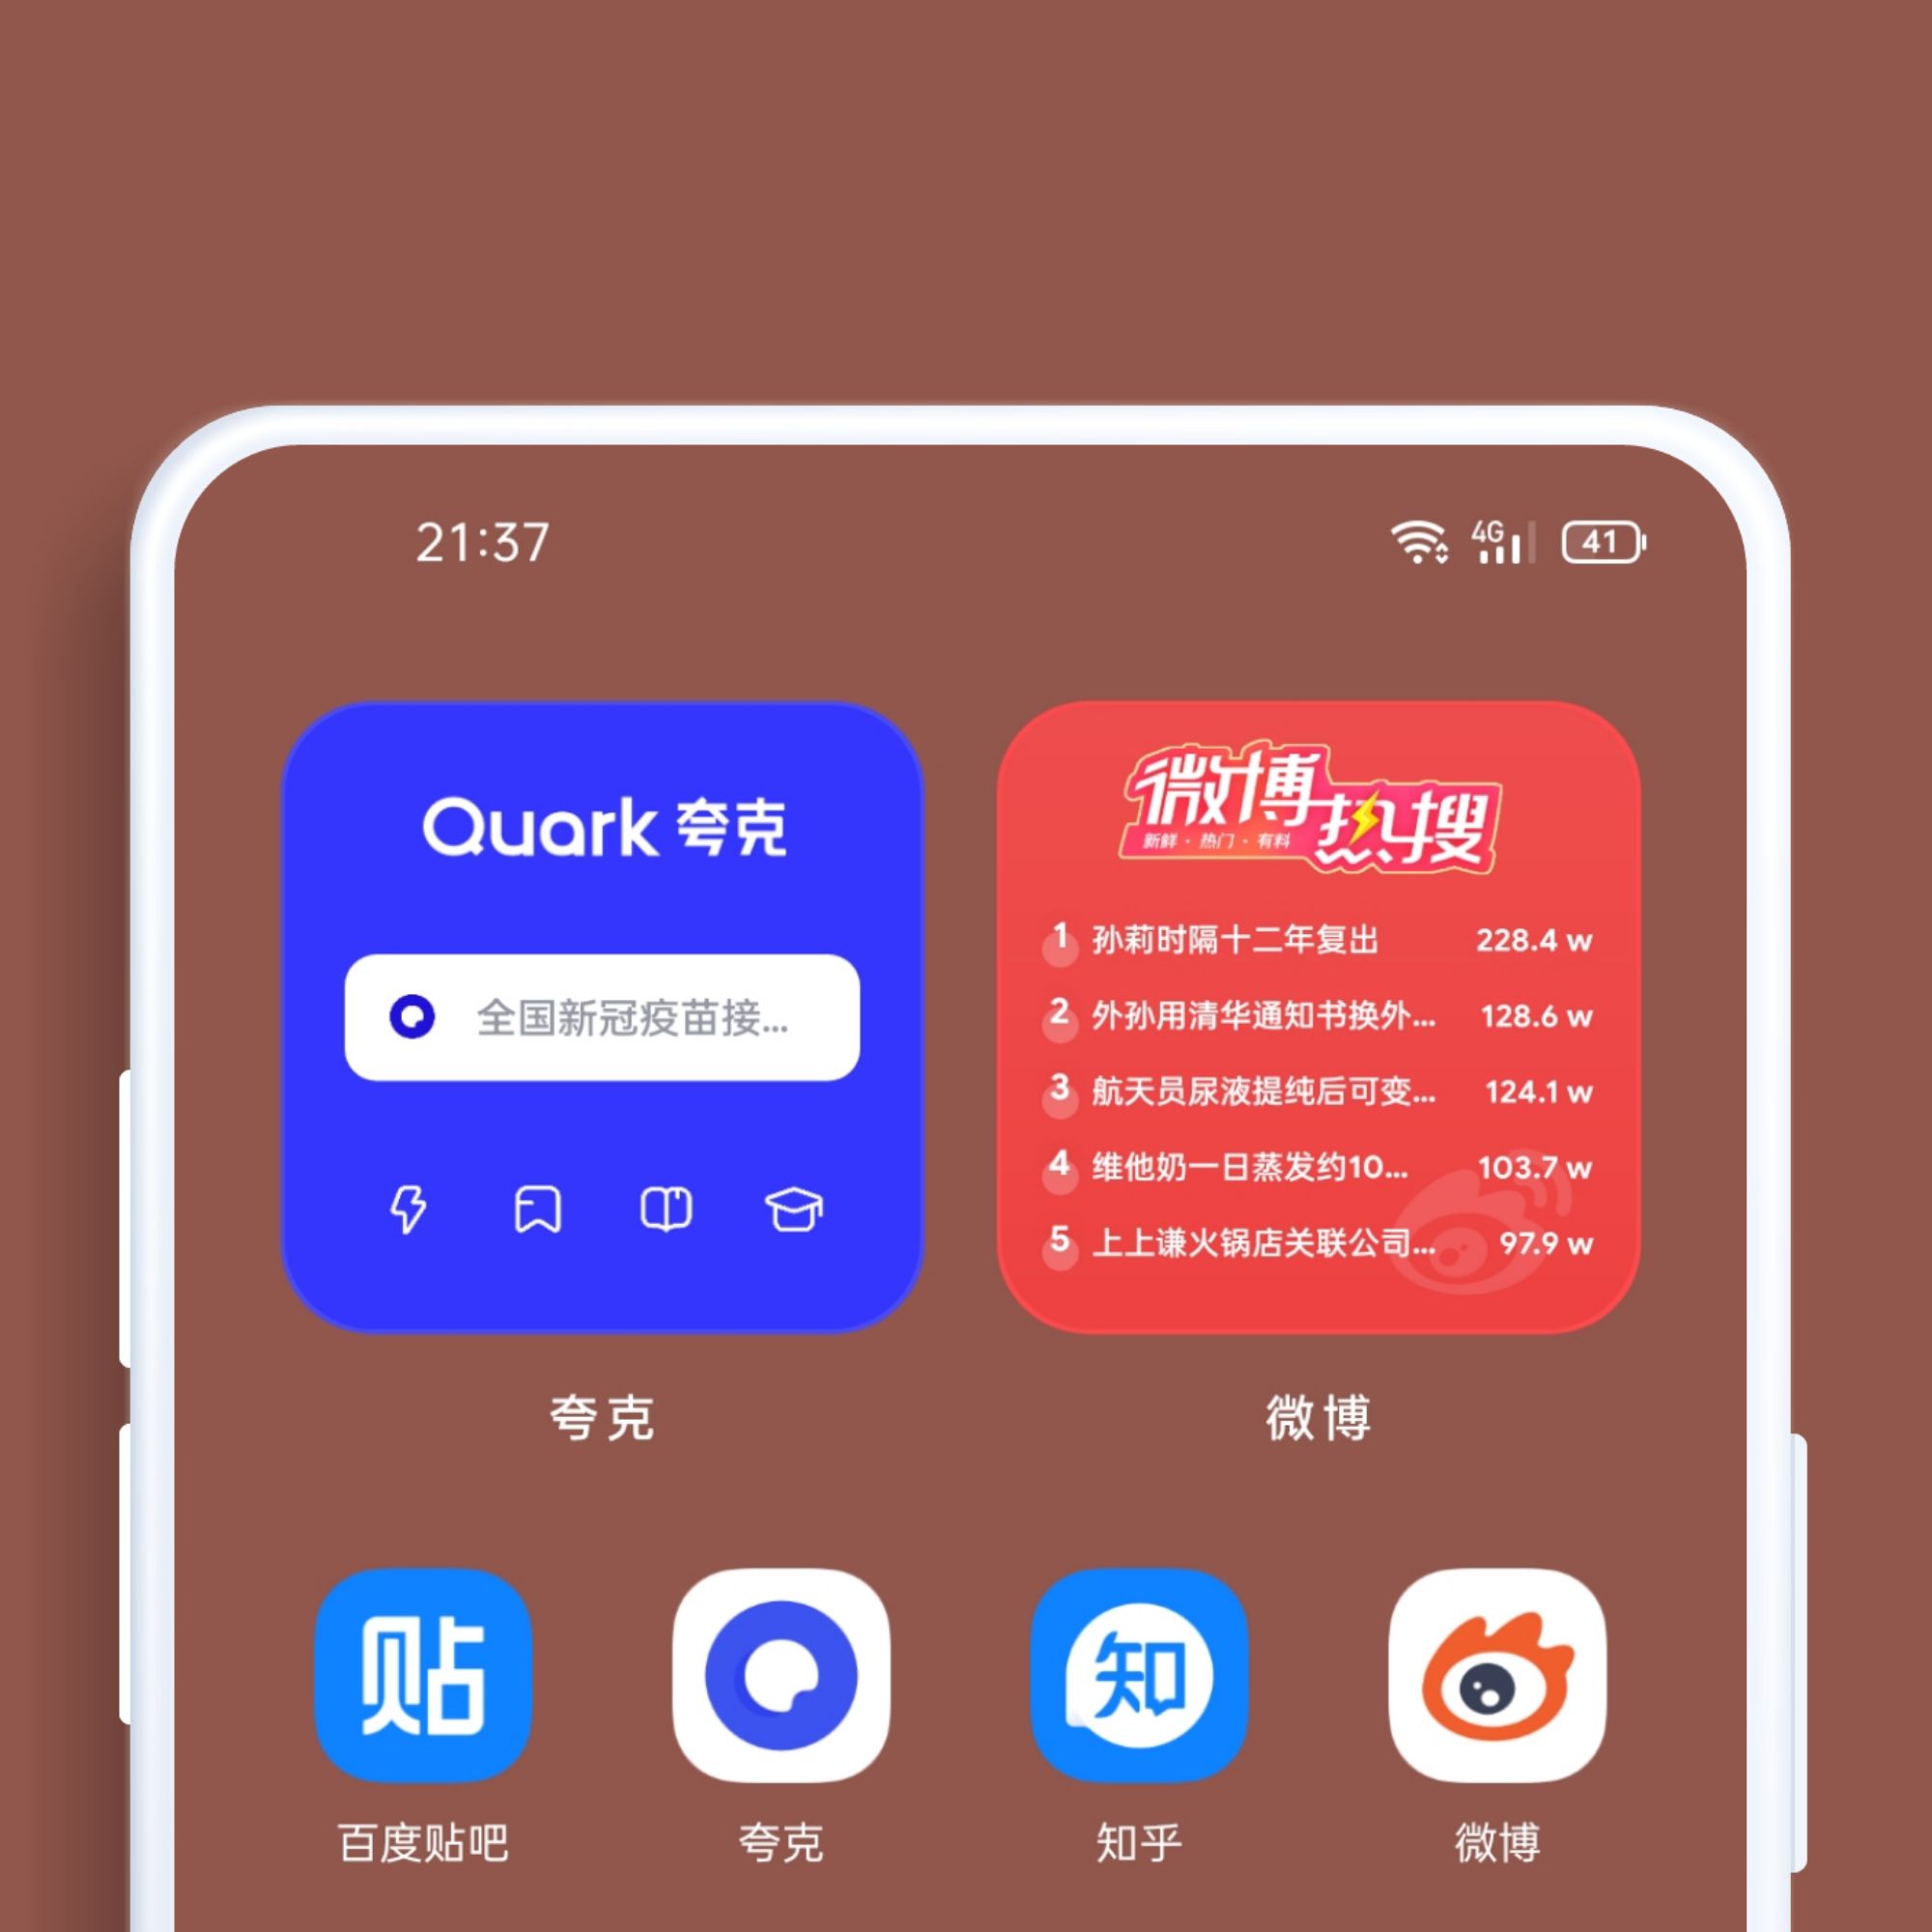 21:37
4G
41
Quark 夸克
全国新冠疫苗接...
夸克
微博热搜
新鲜·热门·有料
1 孙莉时隔十二年复出 228.4 w
2 外孙用清华通知书换外... 128.6 w
3 航天员尿液提纯后可变... 124.1 w
4 维他奶一日蒸发约10... 103.7 w
5 上上谦火锅店关联公司... 97.9 w
微博
贴
知
百度贴吧
夸克
知乎
微博